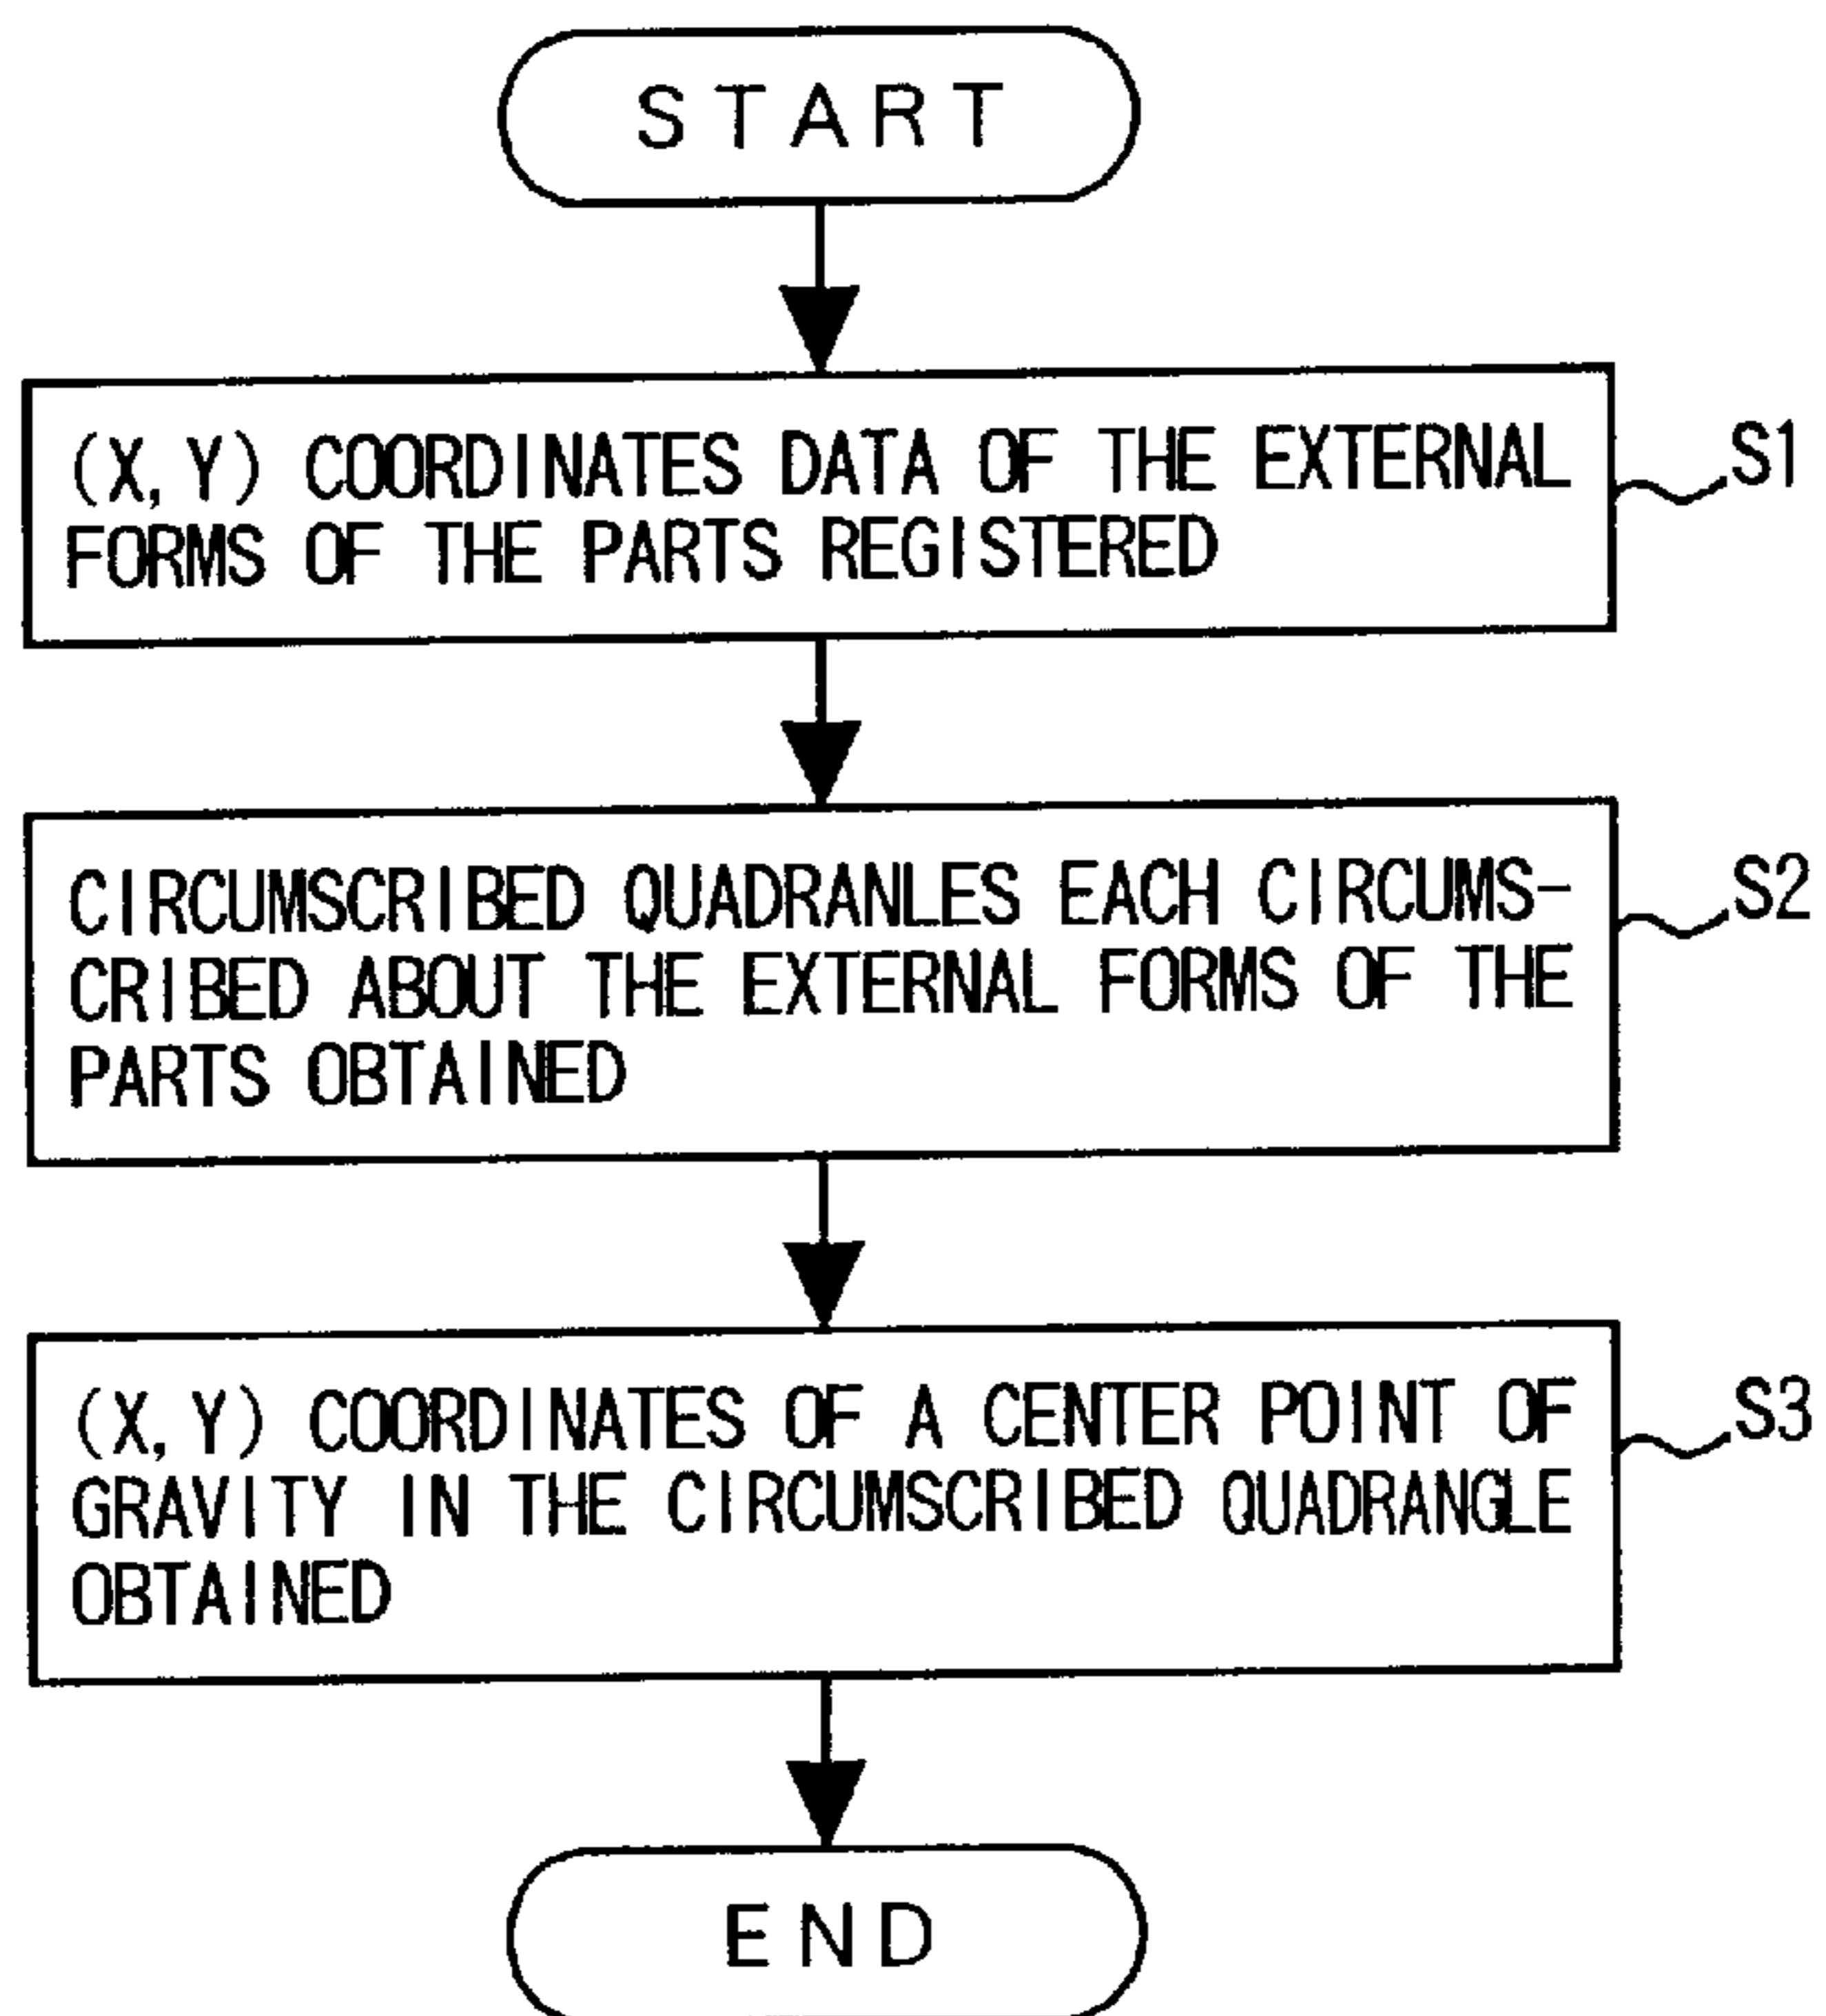 START
(X, Y) COORDINATES DATA OF THE EXTERNAL
FORMS OF THE PARTS REGISTERED
S1
CIRCUMSCRIBED QUADRANLES EACH CIRCUMS-
CRIBED ABOUT THE EXTERNAL FORMS OF THE
PARTS OBTAINED
S2
(X, Y) COORDINATES OF A CENTER POINT OF
GRAVITY IN THE CIRCUMSCRIBED QUADRANGLE
OBTAINED
S3
END